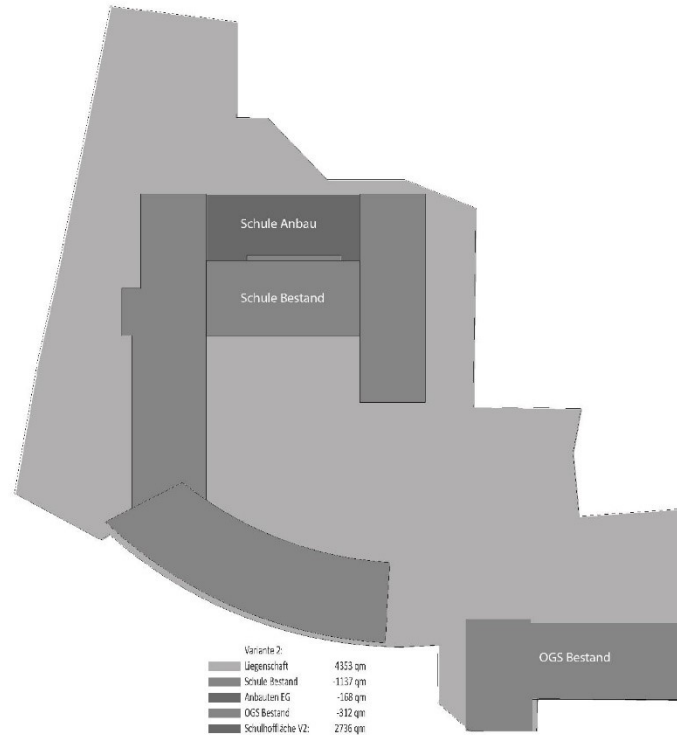 Schule Anbau
Schule Bestand
OGS Bestand
Variante 2:
Liegenschaft 4353 qm
Schule Bestand -1137 qm
Anbauten EG -168 qm
OGS Bestand -312 qm
Schulhoffläche V2: 2736 qm